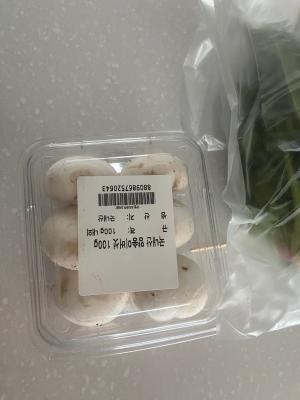 국내산 양송이버섯 100g
규 격: 100g 내외
생 산 지: 국내산
8809867520643